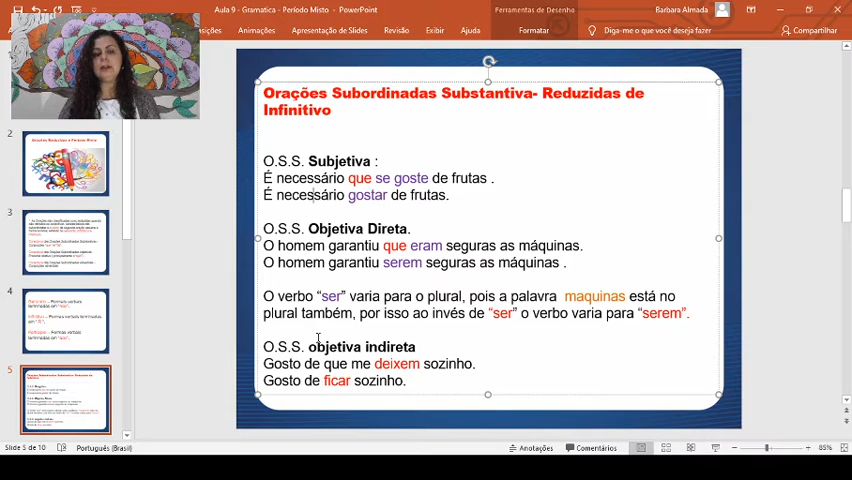 Aula 9 - Gramatica - Período Misto - PowerPoint
Ferramentas de Desenho
Barbara Almada
Animações
Apresentação de Slides
Revisão
Exibir
Ajuda
Formatar
Diga-me o que você deseja fazer
Compartilhar
Orações Subordinadas Substantiva- Reduzidas de
Infinitivo
O.S.S. Subjetiva :
É necessário que se goste de frutas .
É necessário gostar de frutas.
O.S.S. Objetiva Direta.
O homem garantiu que eram seguras as máquinas.
O homem garantiu serem seguras as máquinas .
O verbo “ser” varia para o plural, pois a palavra maquinas está no
plural também, por isso ao invés de “ser” o verbo varia para “serem”.
O.S.S. objetiva indireta
Gosto de que me deixem sozinho.
Gosto de ficar sozinho.
2
3
4
5
Slide 5 de 10
Português (Brasil)
Anotações
Comentários
85%